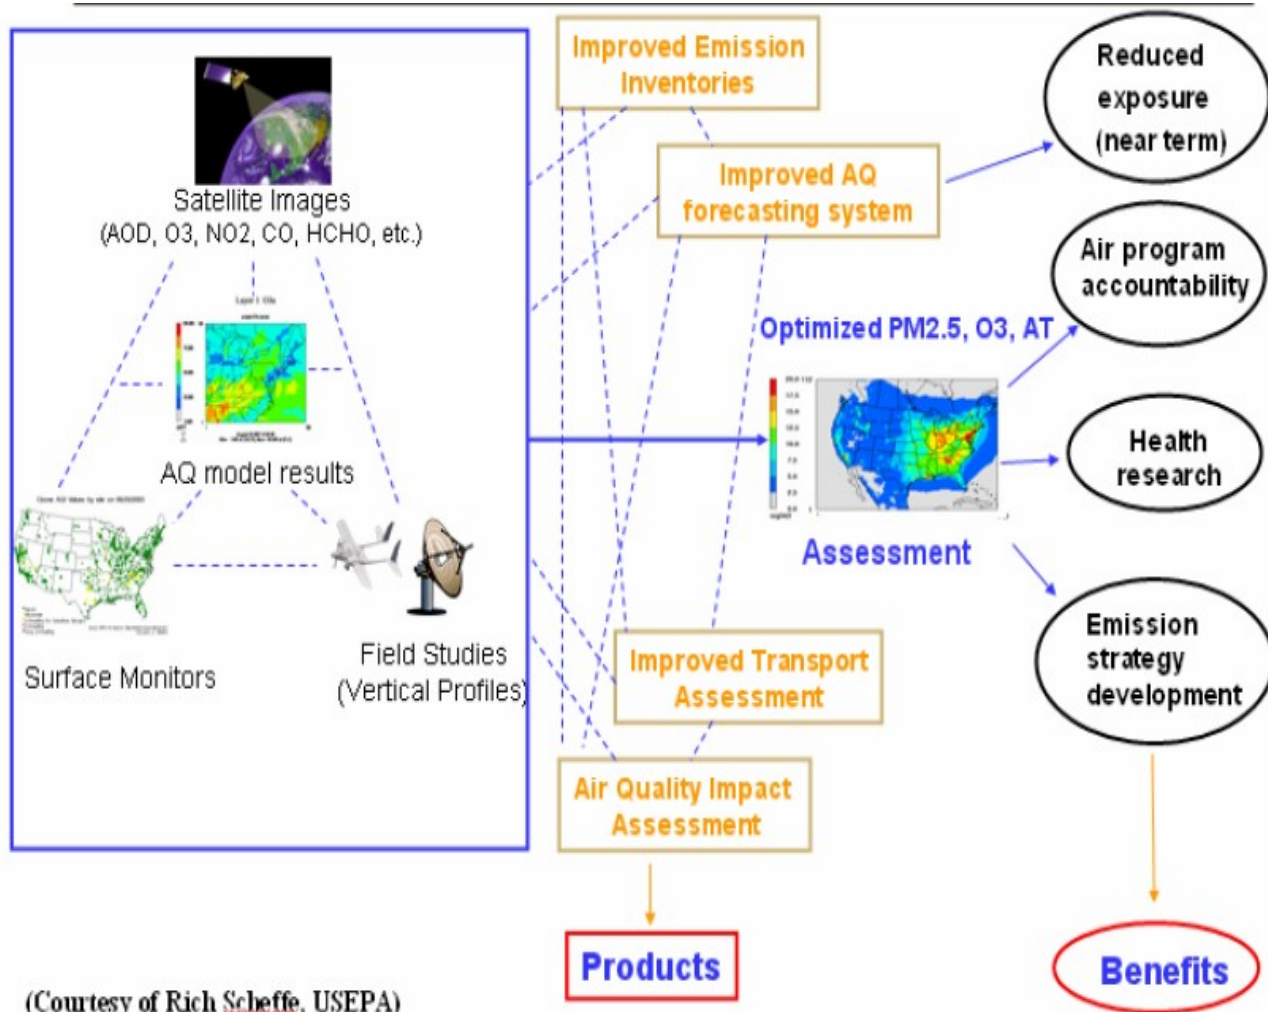 Satellite Images
(AOD, O3, NO2, CO, HCHO, etc.)
AQ model results
Surface Monitors
Field Studies
(Vertical Profiles)
Improved Emission
Inventories
Improved AQ
forecasting system
Optimized PM2.5, O3, AT
Assessment
Improved Transport
Assessment
Air Quality Impact
Assessment
Products
Reduced
exposure
(near term)
Air program
accountability
Health
research
Emission
strategy
development
Benefits
(Courtesy of Rich Scheffe, USEPA)